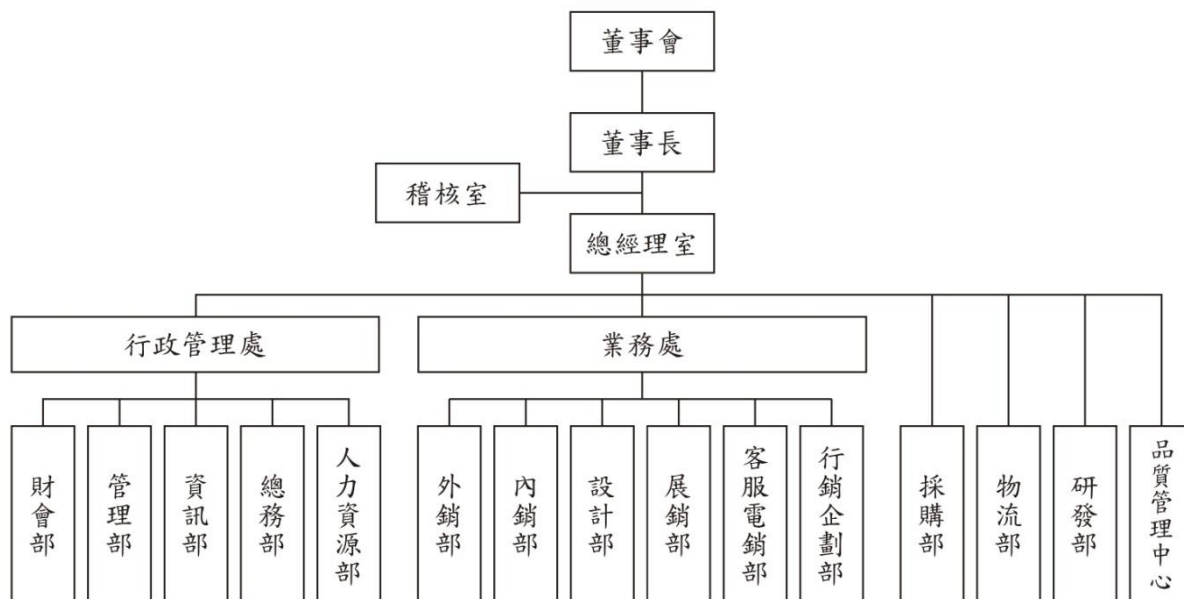 董事會
董事長
稽核室
總經理室
行政管理處
業務處
財會部
管理部
資訊部
總務部
人力資源部
外銷部
內銷部
設計部
展銷部
客服電銷部
行銷企劃部
採購部
物流部
研發部
品質管理中心